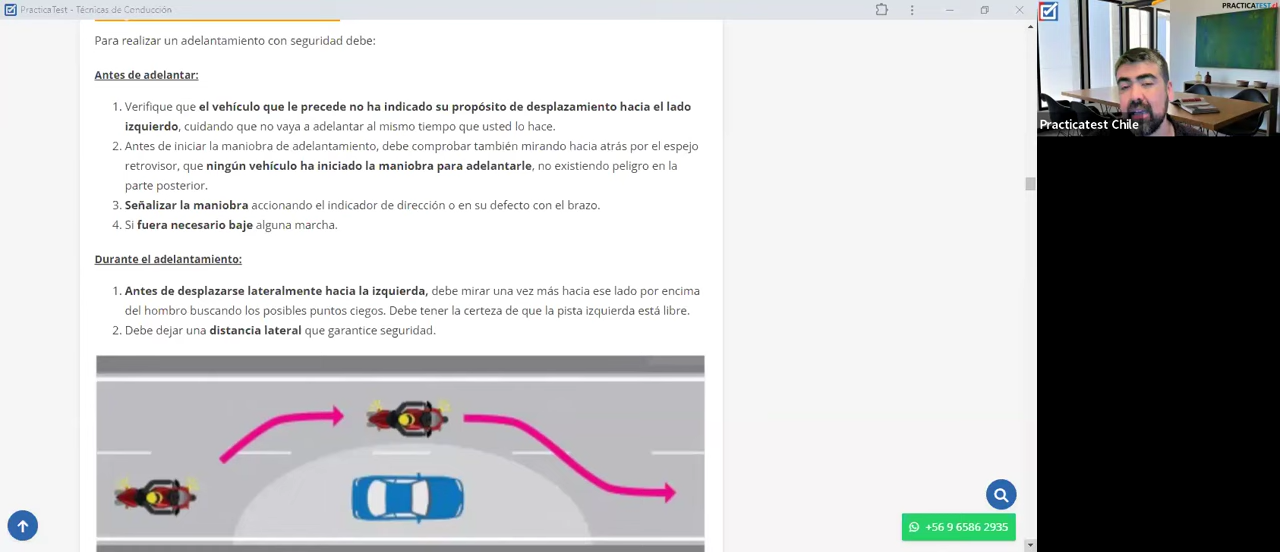 PracticaTest - Técnicas de Conducción
PRACTICATEST.cl
Para realizar un adelantamiento con seguridad debe:
Antes de adelantar:
1. Verifique que el vehículo que le precede no ha indicado su propósito de desplazamiento hacia el lado
izquierdo, cuidando que no vaya a adelantar al mismo tiempo que usted lo hace.
2. Antes de iniciar la maniobra de adelantamiento, debe comprobar también mirando hacia atrás por el espejo
retrovisor, que ningún vehículo ha iniciado la maniobra para adelantarle, no existiendo peligro en la
parte posterior.
3. Señalizar la maniobra accionando el indicador de dirección o en su defecto con el brazo.
4. Si fuera necesario baje alguna marcha.
Durante el adelantamiento:
1. Antes de desplazarse lateralmente hacia la izquierda, debe mirar una vez más hacia ese lado por encima
del hombro buscando los posibles puntos ciegos. Debe tener la certeza de que la pista izquierda está libre.
2. Debe dejar una distancia lateral que garantice seguridad.
+56 9 6586 2935
Practicatest Chile